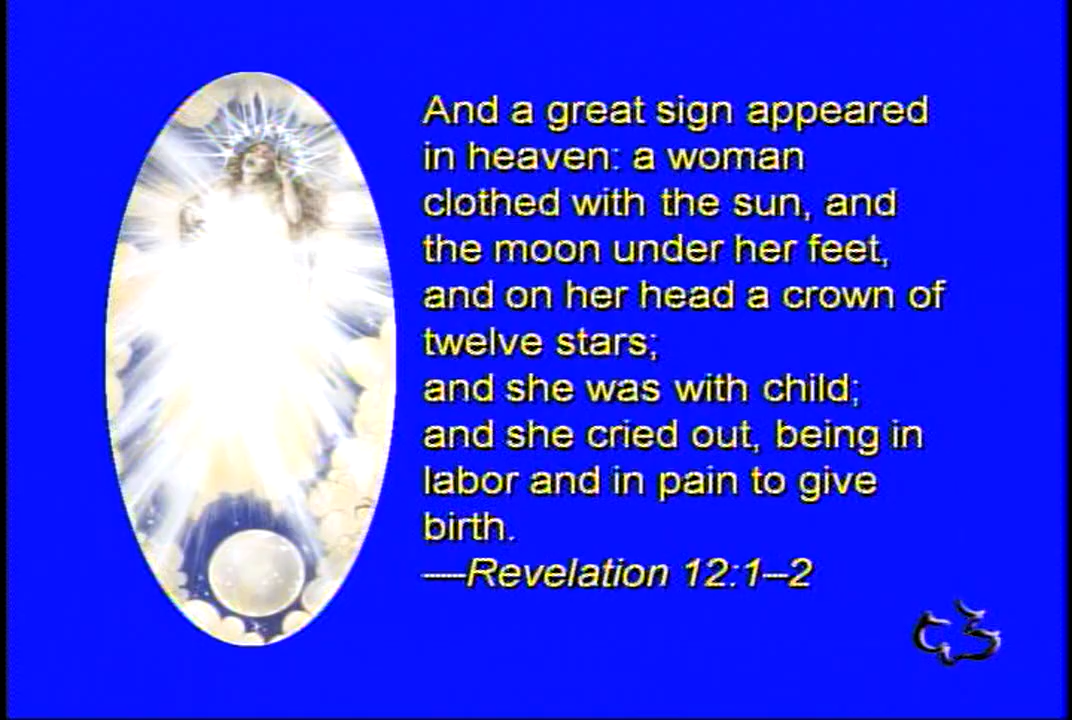 And a great sign appeared
in heaven: a woman
clothed with the sun, and
the moon under her feet,
and on her head a crown of
twelve stars;
and she was with child;
and she cried out, being in
labor and in pain to give
birth.
—Revelation 12:1–2